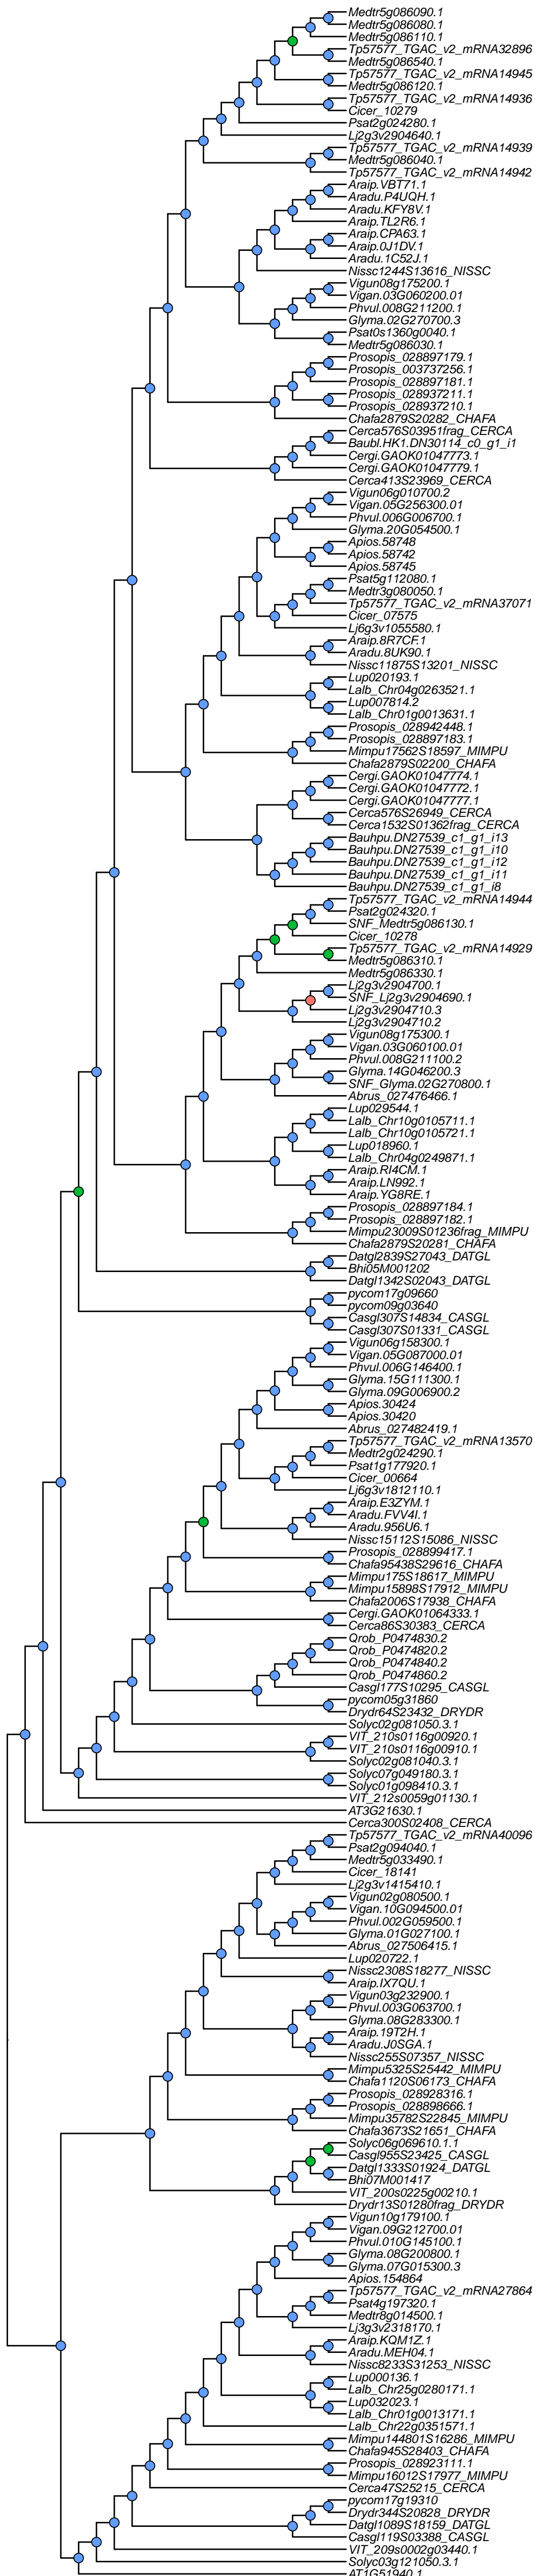 Medtr5g086090.1
Medtr5g086080.1
Medtr5g086110.1
Tp57577_TGAC_v2_mRNA32896
Medtr5g086540.1
Tp57577_TGAC_v2_mRNA14945
Medtr5g086120.1
Tp57577_TGAC_v2_mRNA14936
Cicer_10279
Psat2g024280.1
Lj2g3v2904640.1
Tp57577_TGAC_v2_mRNA14939
Medtr5g086040.1
Tp57577_TGAC_v2_mRNA14942
Araip.VBT71.1
Aradu.P4UQH.1
Aradu.KFY8V.1
Araip.TL2R6.1
Araip.CPA63.1
Araip.0J1DV.1
Aradu.1C52J.1
Nissc1244S13616_NISSC
Vigun08g175200.1
Vigan.03G060200.01
Phvul.008G211200.1
Glyma.02G270700.3
Psat0s1360g0040.1
Medtr5g086030.1
Prosopis_028897179.1
Prosopis_003737256.1
Prosopis_028897181.1
Prosopis_028937211.1
Prosopis_028937210.1
Chafa2879S20282_CHAFA
Cerca576S03951frag_CERCA
Baubl.HK1.DN30114_c0_g1_i1
Cergi.GAOK01047773.1
Cergi.GAOK01047779.1
Cerca413S23969_CERCA
Vigun06g010700.2
Vigan.05G256300.01
Phvul.006G006700.1
Glyma.20G054500.1
Apios.58748
Apios.58742
Apios.58745
Psat5g112080.1
Medtr3g080050.1
Tp57577_TGAC_v2_mRNA37071
Cicer_07575
Lj6g3v1055580.1
Araip.8R7CF.1
Aradu.8UK90.1
Nissc11875S13201_NISSC
Lup020193.1
Lalb_Chr04g0263521.1
Lup007814.2
Lalb_Chr01g0013631.1
Prosopis_028942448.1
Prosopis_028897183.1
Mimpu17562S18597_MIMPU
Chafa2879S02200_CHAFA
Cergi.GAOK01047774.1
Cergi.GAOK01047772.1
Cergi.GAOK01047777.1
Cerca576S26949_CERCA
Cerca1532S01362frag_CERCA
Bauhpu.DN27539_c1_g1_i13
Bauhpu.DN27539_c1_g1_i10
Bauhpu.DN27539_c1_g1_i12
Bauhpu.DN27539_c1_g1_i11
Bauhpu.DN27539_c1_g1_i8
Tp57577_TGAC_v2_mRNA14944
Psat2g024320.1
SNF_Medtr5g086130.1
Cicer_10278
Tp57577_TGAC_v2_mRNA14929
Medtr5g086310.1
Medtr5g086330.1
Lj2g3v2904700.1
SNF_Lj2g3v2904690.1
Lj2g3v2904710.3
Lj2g3v2904710.2
Vigun08g175300.1
Vigan.03G060100.01
Phvul.008G211100.2
Glyma.14G046200.3
SNF_Glyma.02G270800.1
Abrus_027476466.1
Lup029544.1
Lalb_Chr10g0105711.1
Lalb_Chr10g0105721.1
Lup018960.1
Lalb_Chr04g0249871.1
Araip.RI4CM.1
Araip.LN992.1
Araip.YG8RE.1
Prosopis_028897184.1
Prosopis_028897182.1
Mimpu23009S01236frag_MIMPU
Chafa2879S20281_CHAFA
Datgl2839S27043_DATGL
Bhi05M001202
Datgl1342S02043_DATGL
pycom17g09660
pycom09g03640
Casgl307S14834_CASGL
Casgl307S01331_CASGL
Vigun06g158300.1
Vigan.05G087000.01
Phvul.006G146400.1
Glyma.15G111300.1
Glyma.09G006900.2
Apios.30424
Apios.30420
Abrus_027482419.1
Tp57577_TGAC_v2_mRNA13570
Medtr2g024290.1
Psat1g177920.1
Cicer_00664
Lj6g3v1812110.1
Araip.E3ZYM.1
Aradu.FVV4I.1
Aradu.956U6.1
Nissc15112S15086_NISSC
Prosopis_028899417.1
Chafa95438S29616_CHAFA
Mimpu175S18617_MIMPU
Mimpu15898S17912_MIMPU
Chafa2006S17938_CHAFA
Cergi.GAOK01064333.1
Cerca86S30383_CERCA
Qrob_P0474830.2
Qrob_P0474820.2
Qrob_P0474840.2
Qrob_P0474860.2
Casgl177S10295_CASGL
pycom05g31860
Drydr64S23432_DRYDR
Solyc02g081050.3.1
VIT_210s0116g00920.1
VIT_210s0116g00910.1
Solyc02g081040.3.1
Solyc07g049180.3.1
Solyc01g098410.3.1
VIT_212s0059g01130.1
AT3G21630.1
Cerca300S02408_CERCA
Tp57577_TGAC_v2_mRNA40096
Psat2g094040.1
Medtr5g033490.1
Cicer_18141
Lj2g3v1415410.1
Vigun02g080500.1
Vigan.10G094500.01
Phvul.002G059500.1
Glyma.01G027100.1
Abrus_027506415.1
Lup020722.1
Nissc2308S18277_NISSC
Araip.IX7QU.1
Vigun03g232900.1
Phvul.003G063700.1
Glyma.08G283300.1
Araip.19T2H.1
Aradu.J0SGA.1
Nissc255S07357_NISSC
Mimpu5325S25442_MIMPU
Chafa1120S06173_CHAFA
Prosopis_028928316.1
Prosopis_028898666.1
Mimpu35782S22845_MIMPU
Chafa3673S21651_CHAFA
Solyc06g069610.1.1
Casgl955S23425_CASGL
Datgl1333S01924_DATGL
Bhi07M001417
VIT_200s0225g00210.1
Drydr13S01280frag_DRYDR
Vigun10g179100.1
Vigan.09G212700.01
Phvul.010G145100.1
Glyma.08G200800.1
Glyma.07G015300.3
Apios.154864
Tp57577_TGAC_v2_mRNA27864
Psat4g197320.1
Medtr8g014500.1
Lj3g3v2318170.1
Araip.KQM1Z.1
Aradu.MEH04.1
Nissc8233S31253_NISSC
Lup000136.1
Lalb_Chr25g0280171.1
Lup032023.1
Lalb_Chr01g0013171.1
Lalb_Chr22g0351571.1
Mimpu144801S16286_MIMPU
Chafa945S28403_CHAFA
Prosopis_028923111.1
Mimpu16012S17977_MIMPU
Cerca47S25215_CERCA
pycom17g19310
Drydr344S20828_DRYDR
Datgl1089S18159_DATGL
Casgl119S03388_CASGL
VIT_209s0002g03440.1
Solyc03g121050.3.1
AT1G51940.1